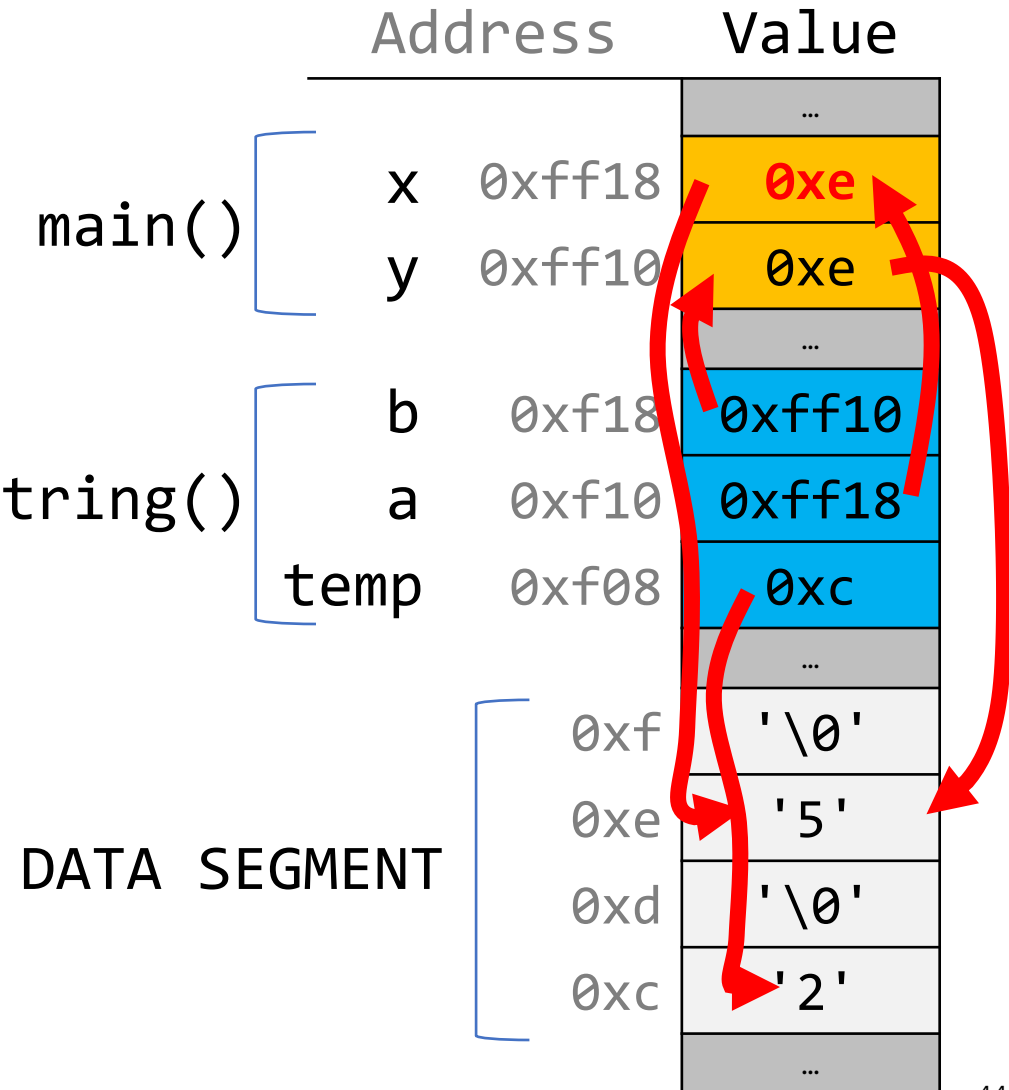 Address Value
…
x 0xff18 0xe
main()
y 0xff10 0xe
…
b 0xf18 0xff10
tring() a 0xf10 0xff18
temp 0xf08 0xc
…
0xf '\0'
0xe '5'
DATA SEGMENT
0xd '\0'
0xc '2'
…